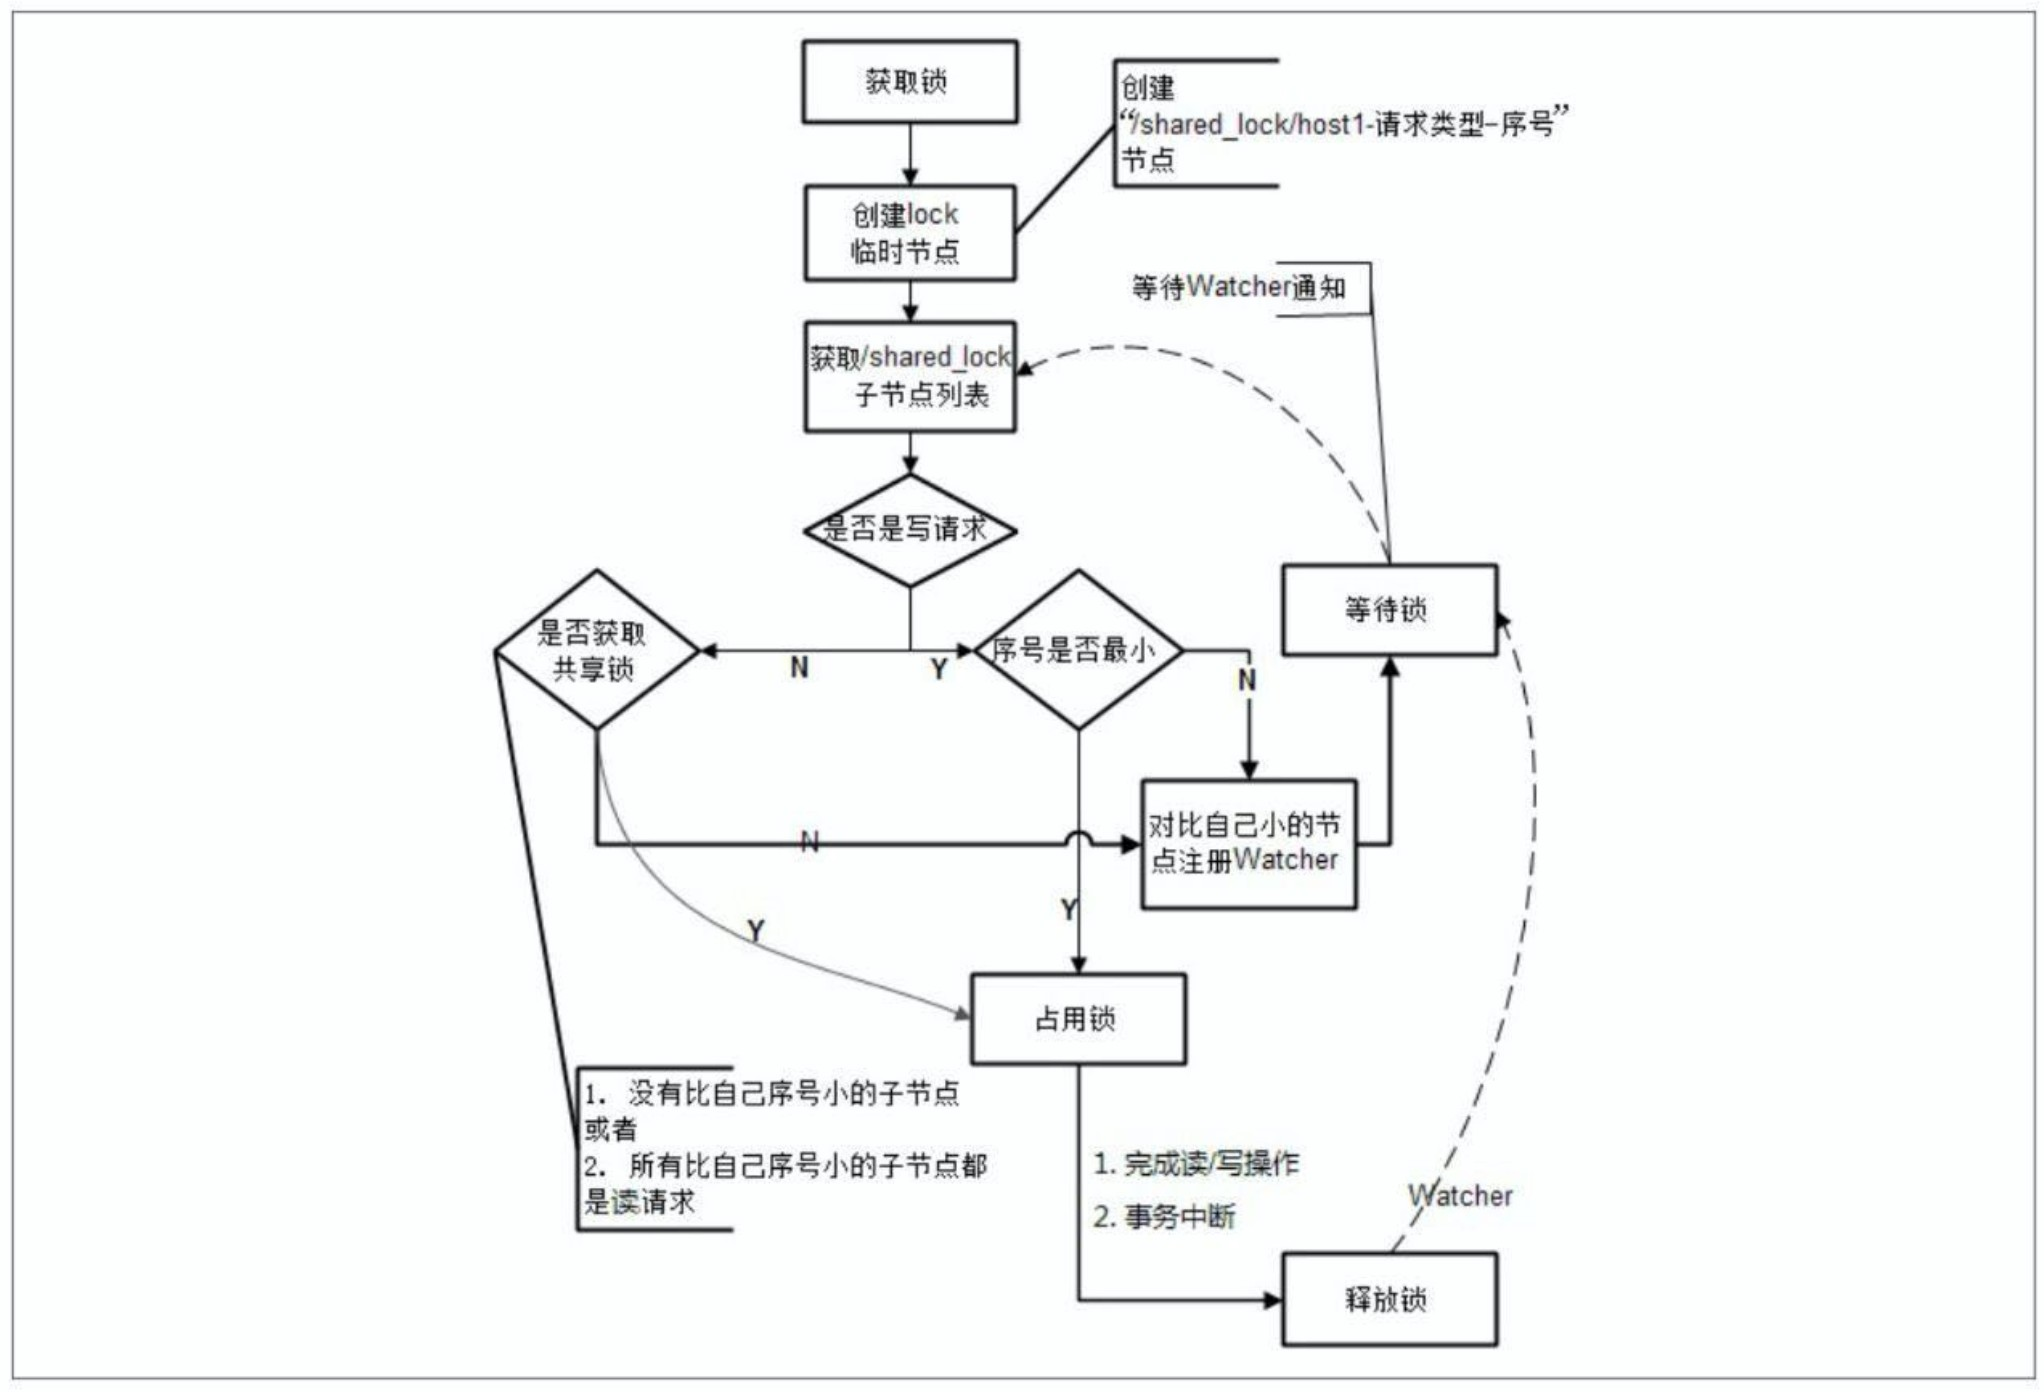 获取锁
创建
“/shared_lock/host1-请求类型-序号”
节点
创建lock
临时节点
等待Watcher通知
获取/shared_lock
子节点列表
是否是写请求
是否获取
共享锁
N
Y
序号是否最小
N
等待锁
对比自己小的节
点注册Watcher
N
Y
Y
占用锁
1. 没有比自己序号小的子节点
或者
2. 所有比自己序号小的子节点都
是读请求
1. 完成读/写操作
2. 事务中断
Watcher
释放锁